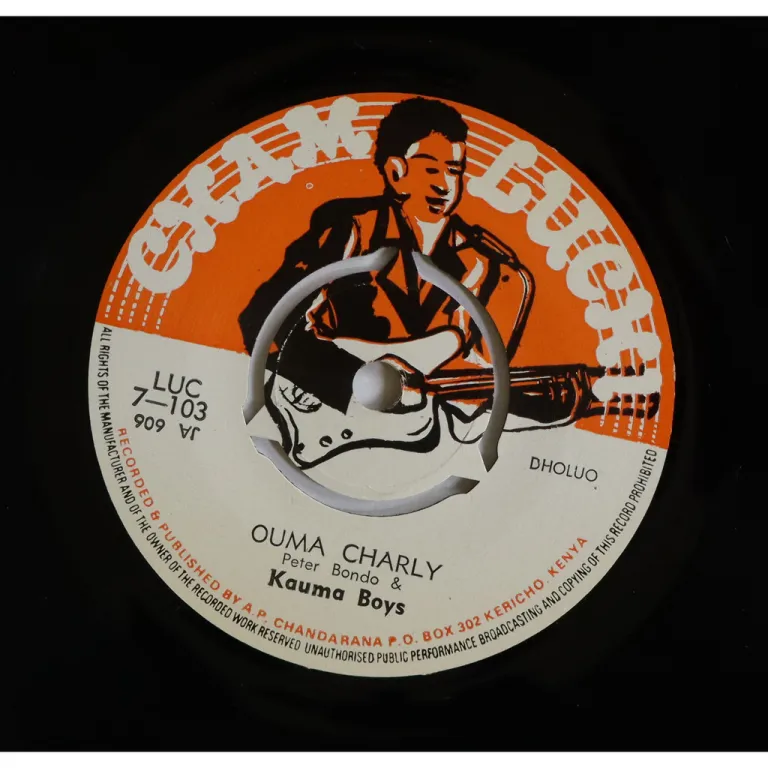 CHAM
LUC
7—103
JA 606
DHOLUO
OUMA CHARLY
Peter Bondo &
Kauma Boys
RECORDED & PUBLISHED BY A.P. CHANDARANA P.O. BOX 302 KERICHO. KENYA
ALL RIGHTS OF THE MANUFACTURER AND OF THE OWNER OF THE RECORDED WORK RESERVED UNAUTHORISED PUBLIC PERFORMANCE BROADCASTING AND COPYING OF THIS RECORD PROHIBITED